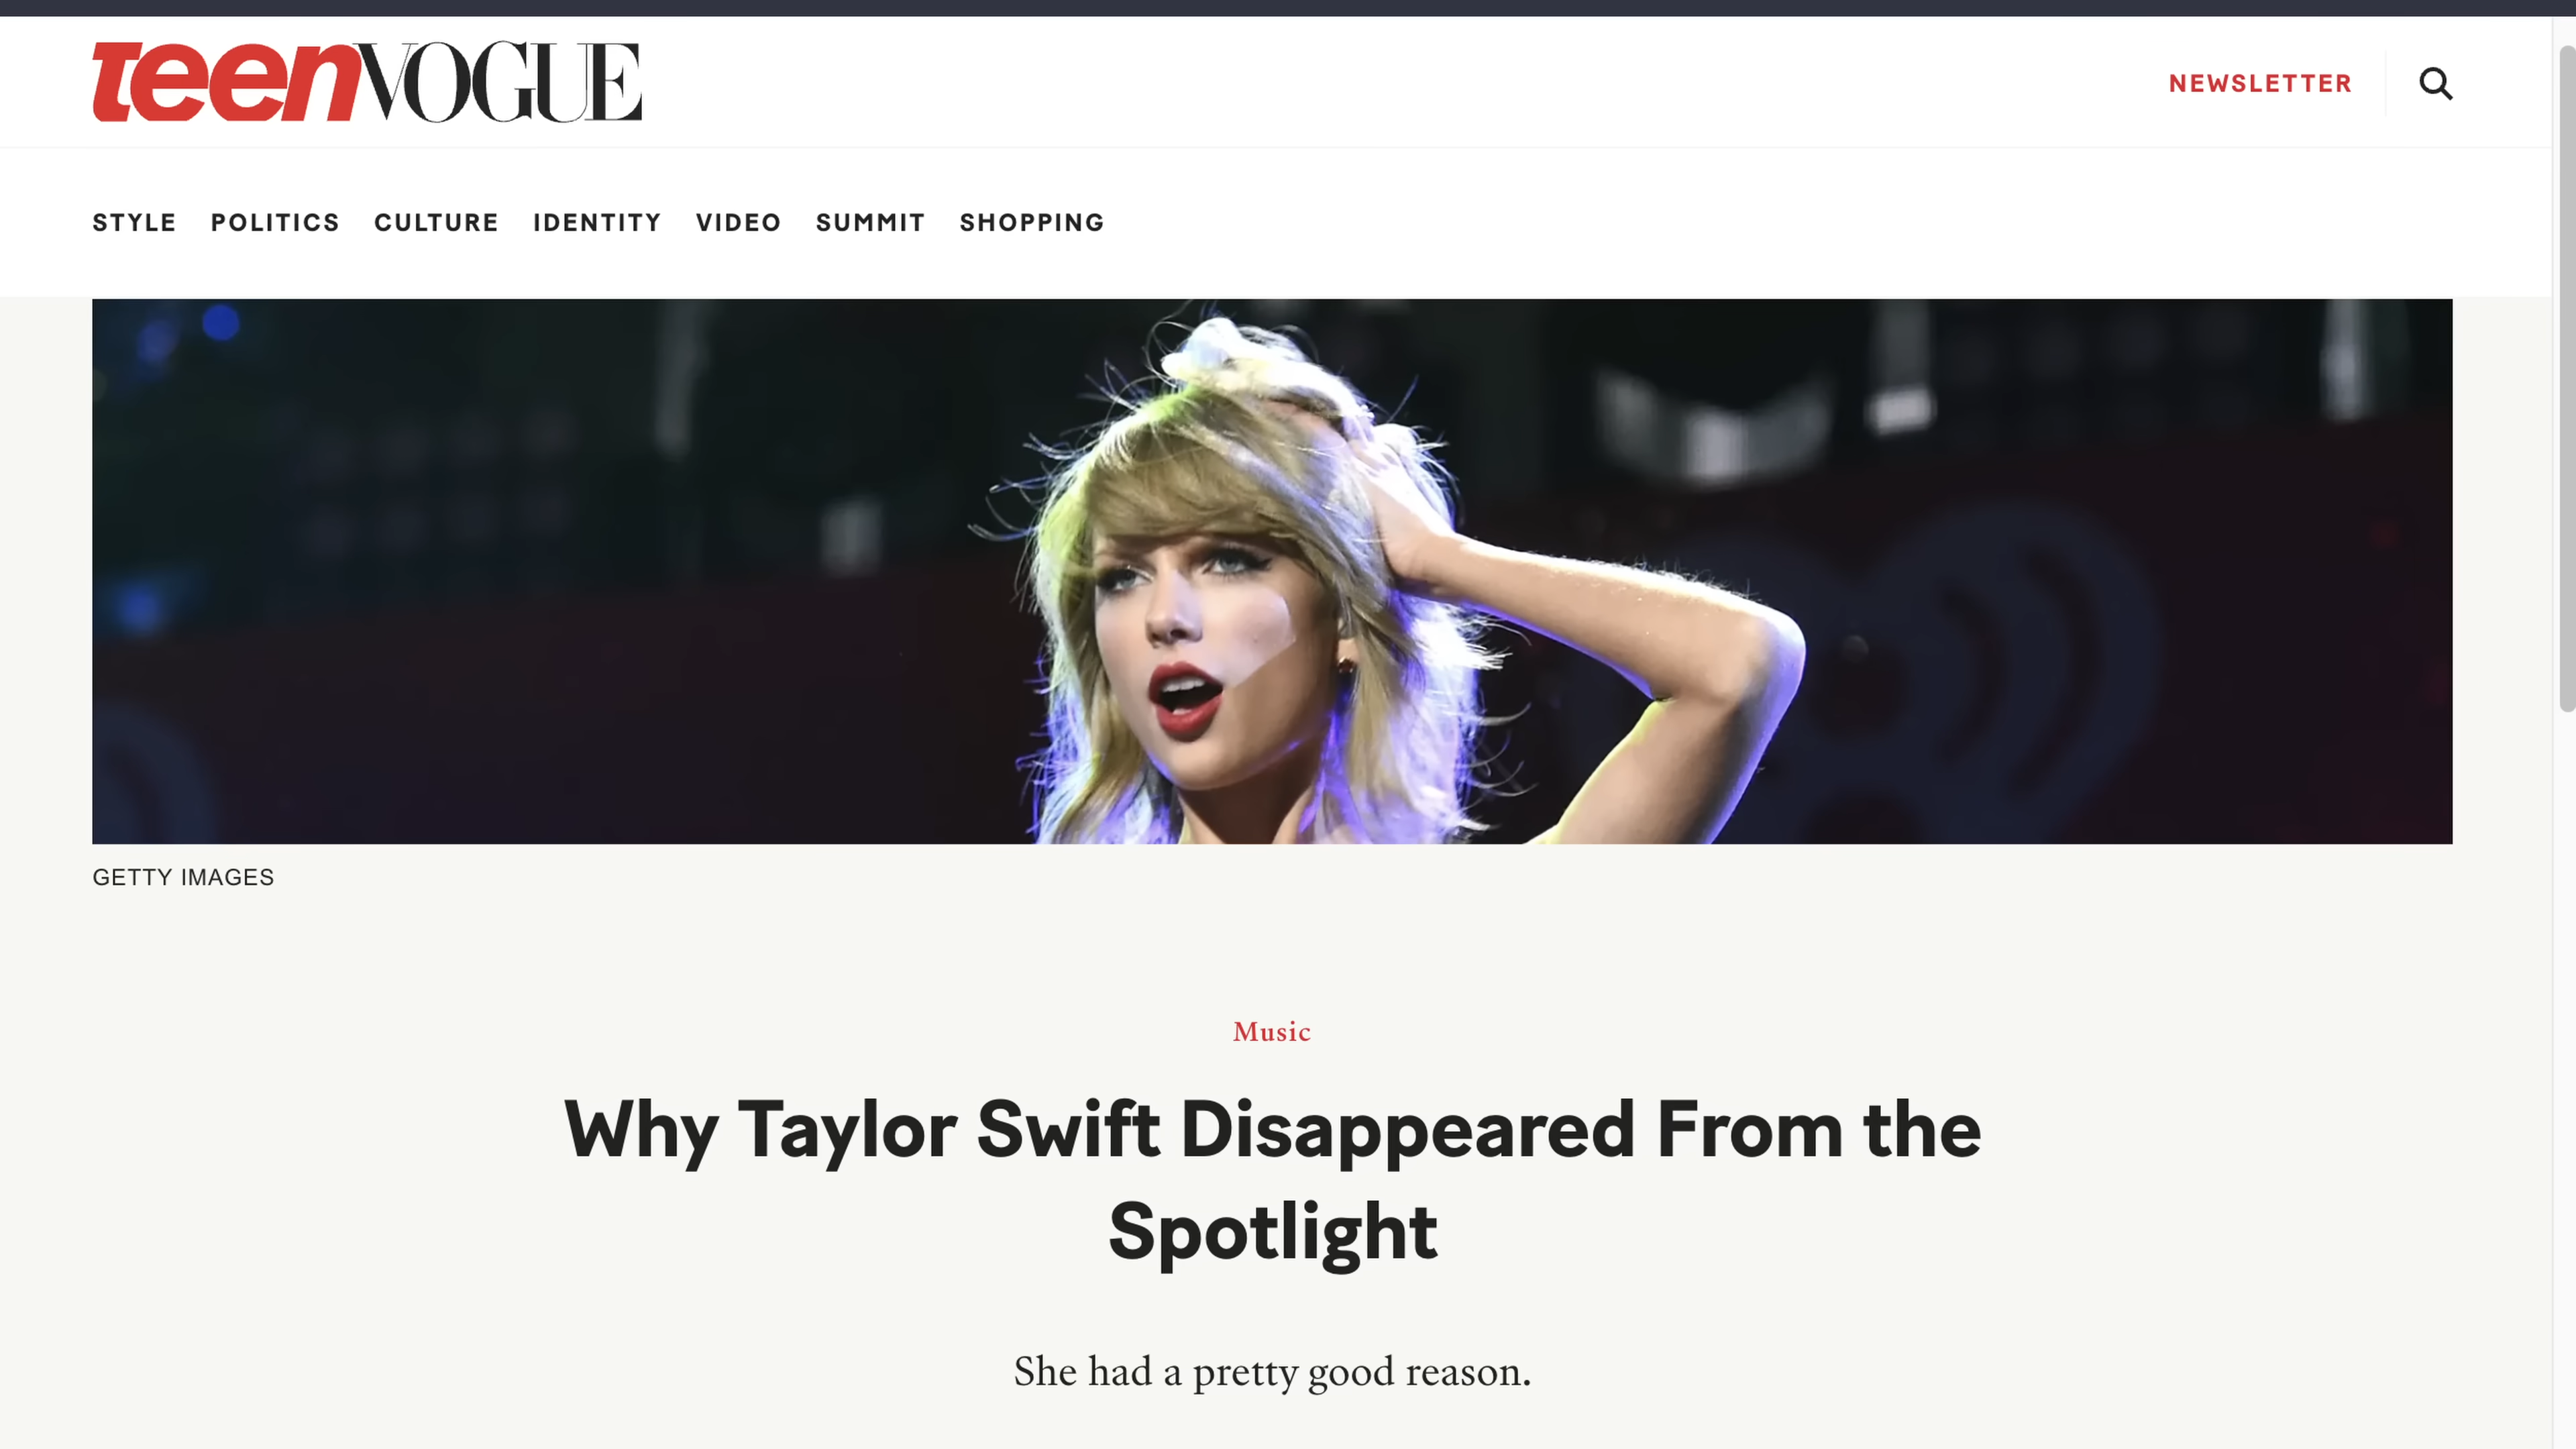 teenVOGUE
NEWSLETTER
STYLE POLITICS CULTURE IDENTITY VIDEO SUMMIT SHOPPING
GETTY IMAGES
Music
Why Taylor Swift Disappeared From the
Spotlight
She had a pretty good reason.